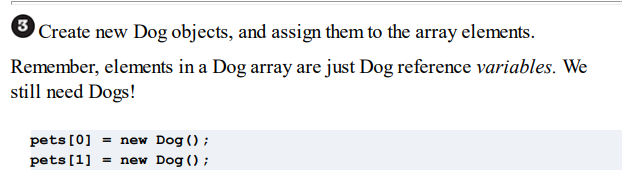 3 Create new Dog objects, and assign them to the array elements.
Remember, elements in a Dog array are just Dog reference variables. We
still need Dogs!
pets[0] = new Dog();
pets[1] = new Dog();